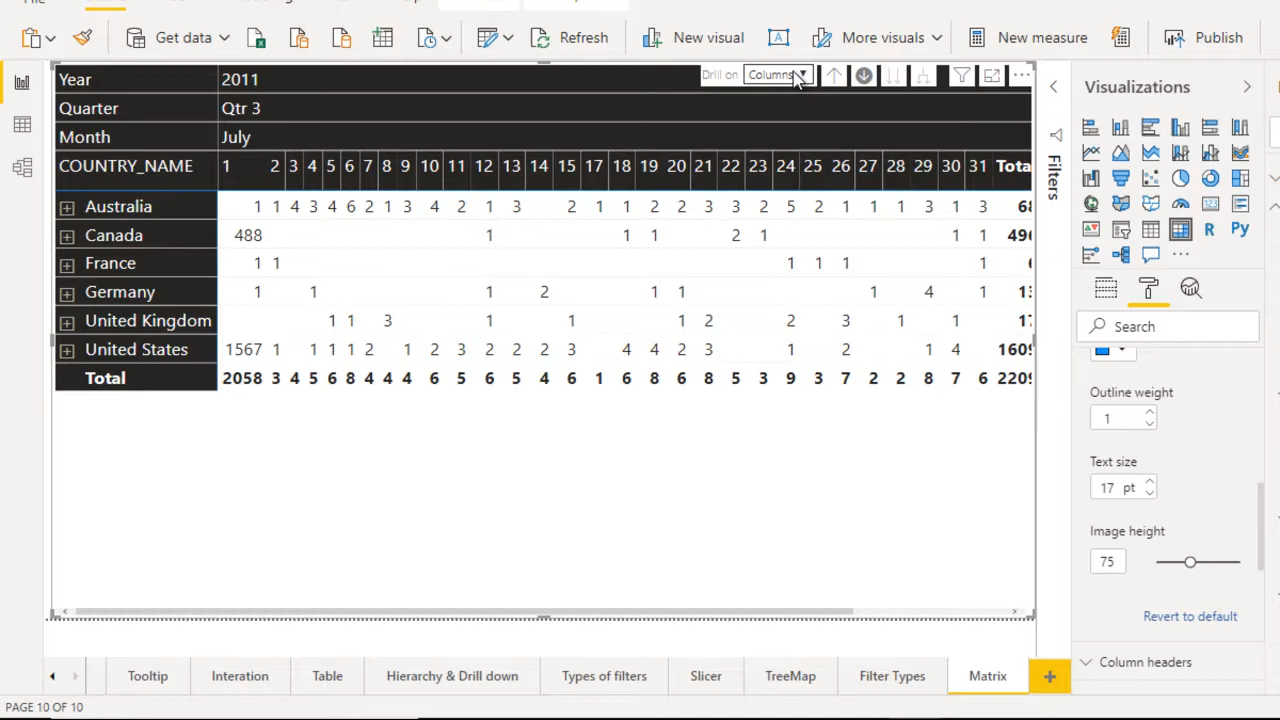 Get data
Refresh
New visual
A
More visuals
New measure
Publish
Year 2011
Drill on Columns
Quarter Qtr 3
Month July
COUNTRY_NAME 1 2 3 4 5 6 7 8 9 10 11 12 13 14 15 17 18 19 20 21 22 23 24 25 26 27 28 29 30 31 Tota
Australia 1 1 4 3 4 6 2 1 3 4 2 1 3 2 1 1 2 2 3 3 2 5 2 1 1 1 3 1 3 68
Canada 488 1 1 1 2 1 1 1 496
France 1 1 1 1 1 1
Germany 1 1 1 2 1 1 1 4 1 13
United Kingdom 1 1 3 1 1 1 2 2 3 1 1 17
United States 1567 1 1 1 1 2 1 2 3 2 2 2 3 4 4 2 3 1 2 1 4 1609
Total 2058 3 4 5 6 8 4 4 4 6 5 6 5 4 6 1 6 8 6 8 5 3 9 3 7 2 2 8 7 6 2209
Filters
Visualizations
123
R
Py
Search
Outline weight
1
Text size
17 pt
Image height
75
Revert to default
Column headers
Tooltip
Interation
Table
Hierarchy & Drill down
Types of filters
Slicer
TreeMap
Filter Types
Matrix
PAGE 10 OF 10